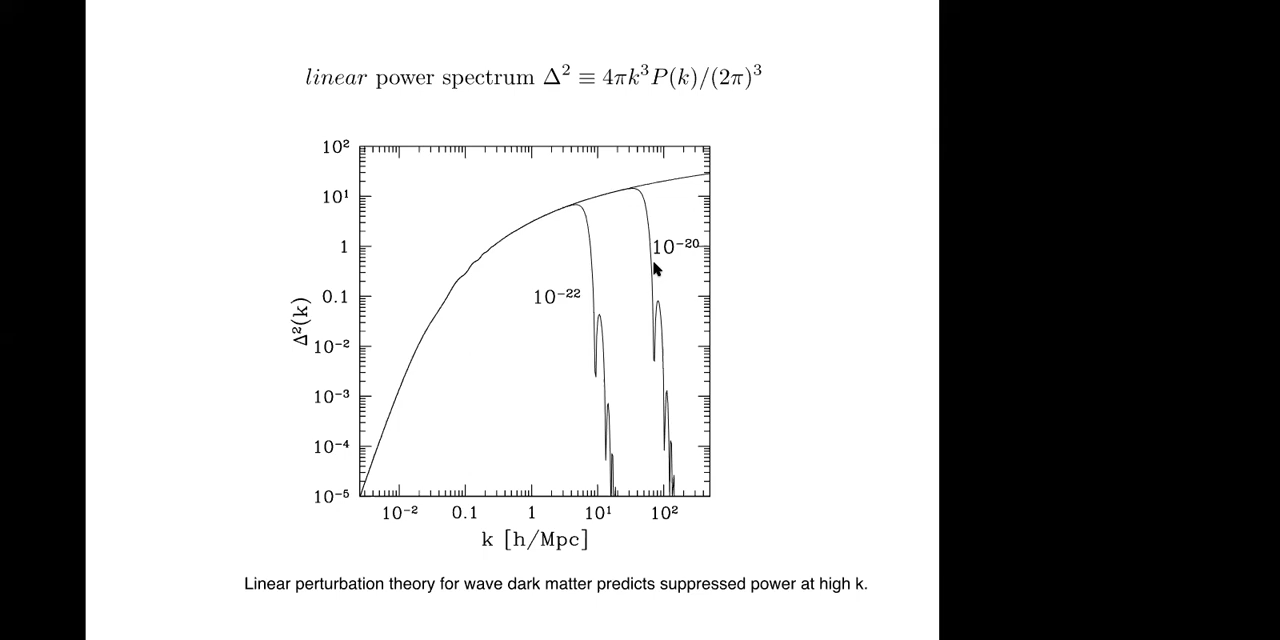 linear power spectrum Δ² ≡ 4πk³P(k)/(2π)³
10²
10¹
1
0.1
10⁻²
10⁻³
10⁻⁴
10⁻⁵
Δ²(k)
10⁻²⁰
10⁻²²
10⁻² 0.1 1 10¹ 10²
k [h/Mpc]
Linear perturbation theory for wave dark matter predicts suppressed power at high k.